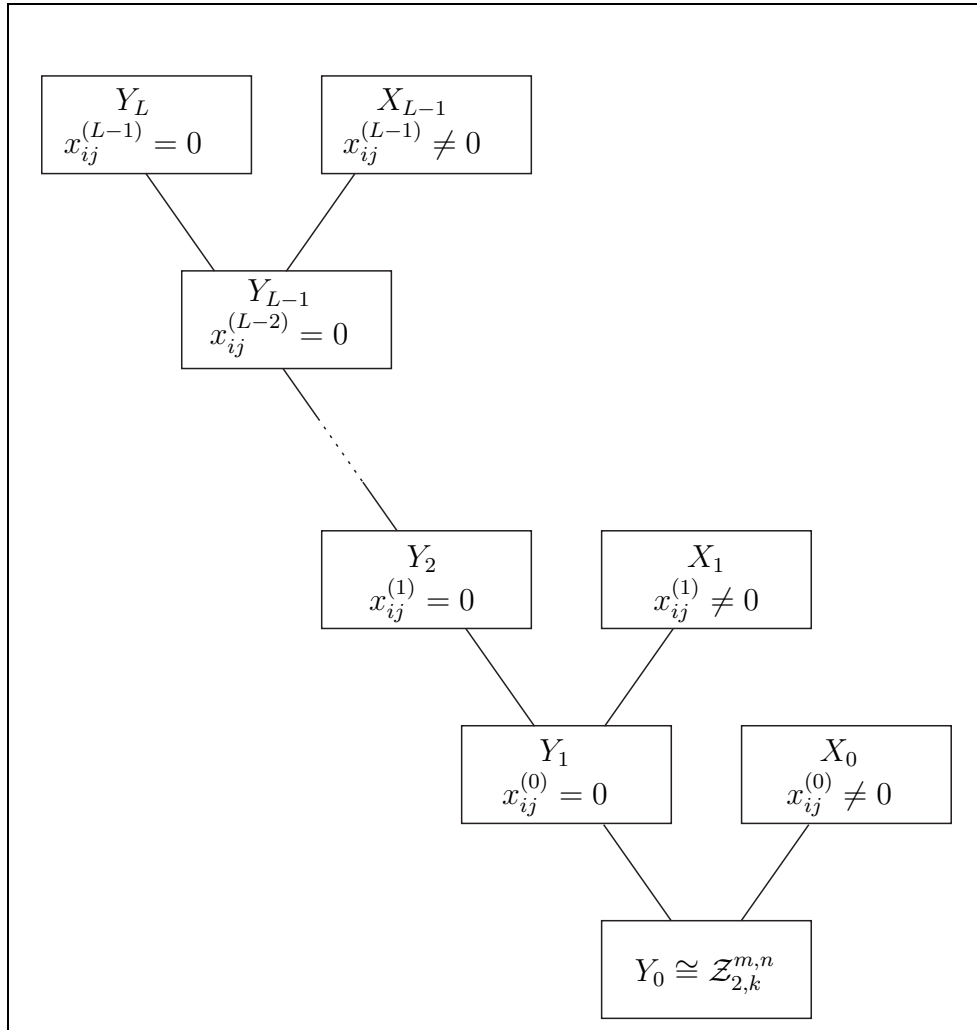 Y_L
x_{ij}^{(L-1)} = 0
X_{L-1}
x_{ij}^{(L-1)} ≠ 0
Y_{L-1}
x_{ij}^{(L-2)} = 0
Y_2
x_{ij}^{(1)} = 0
X_1
x_{ij}^{(1)} ≠ 0
Y_1
x_{ij}^{(0)} = 0
X_0
x_{ij}^{(0)} ≠ 0
Y_0 ≅ \mathcal{Z}_{2,k}^{m,n}